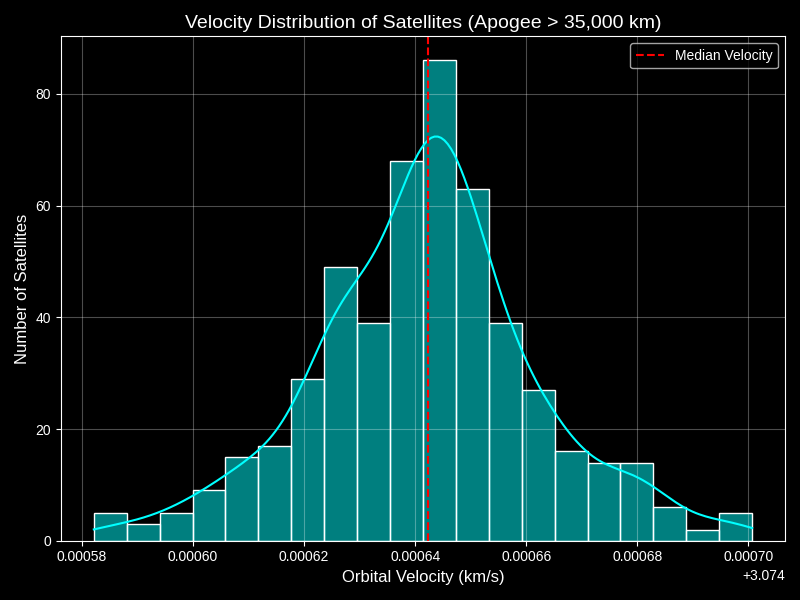 Velocity Distribution of Satellites (Apogee > 35,000 km)
Median Velocity
Number of Satellites
80
60
40
20
0
0.00058 0.00060 0.00062 0.00064 0.00066 0.00068 0.00070
+3.074
Orbital Velocity (km/s)